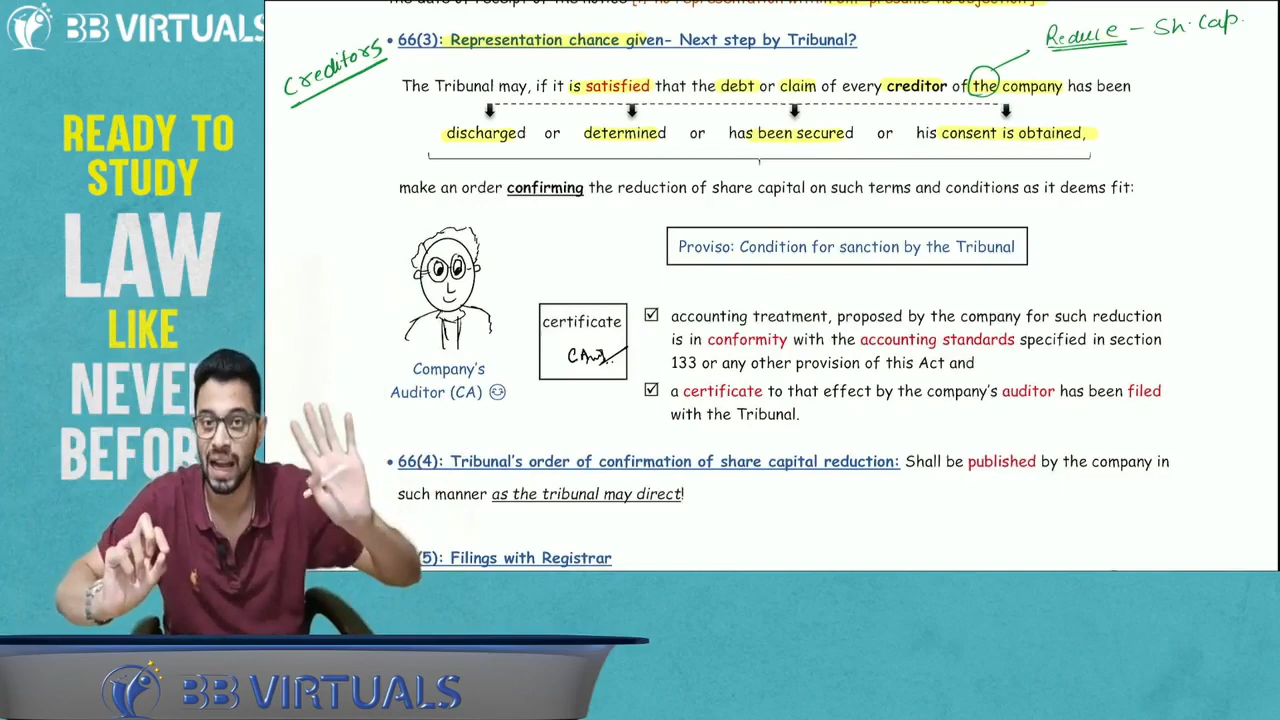 BB VIRTUALS
READY TO
STUDY
LAW
LIKE
NEVER
BEFOR
• 66(3): Representation chance given- Next step by Tribunal?
Creditors
Reduce - Sh. Cap.
The Tribunal may, if it is satisfied that the debt or claim of every creditor of the company has been
discharged or determined or has been secured or his consent is obtained,
make an order confirming the reduction of share capital on such terms and conditions as it deems fit:
Proviso: Condition for sanction by the Tribunal
certificate
Company's
Auditor (CA)
☑ accounting treatment, proposed by the company for such reduction
is in conformity with the accounting standards specified in section
133 or any other provision of this Act and
☑ a certificate to that effect by the company's auditor has been filed
with the Tribunal.
• 66(4): Tribunal's order of confirmation of share capital reduction: Shall be published by the company in
such manner as the tribunal may direct!
(5): Filings with Registrar
BB VIRTUALS